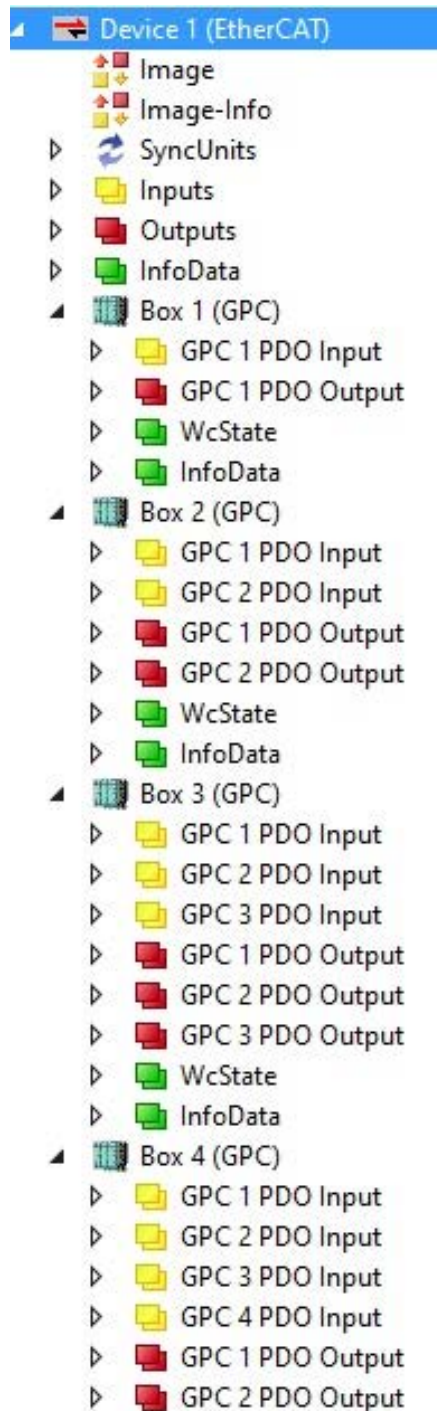 Device 1 (EtherCAT)
Image
Image-Info
SyncUnits
Inputs
Outputs
InfoData
Box 1 (GPC)
GPC 1 PDO Input
GPC 1 PDO Output
WcState
InfoData
Box 2 (GPC)
GPC 1 PDO Input
GPC 2 PDO Input
GPC 1 PDO Output
GPC 2 PDO Output
WcState
InfoData
Box 3 (GPC)
GPC 1 PDO Input
GPC 2 PDO Input
GPC 3 PDO Input
GPC 1 PDO Output
GPC 2 PDO Output
GPC 3 PDO Output
WcState
InfoData
Box 4 (GPC)
GPC 1 PDO Input
GPC 2 PDO Input
GPC 3 PDO Input
GPC 4 PDO Input
GPC 1 PDO Output
GPC 2 PDO Output